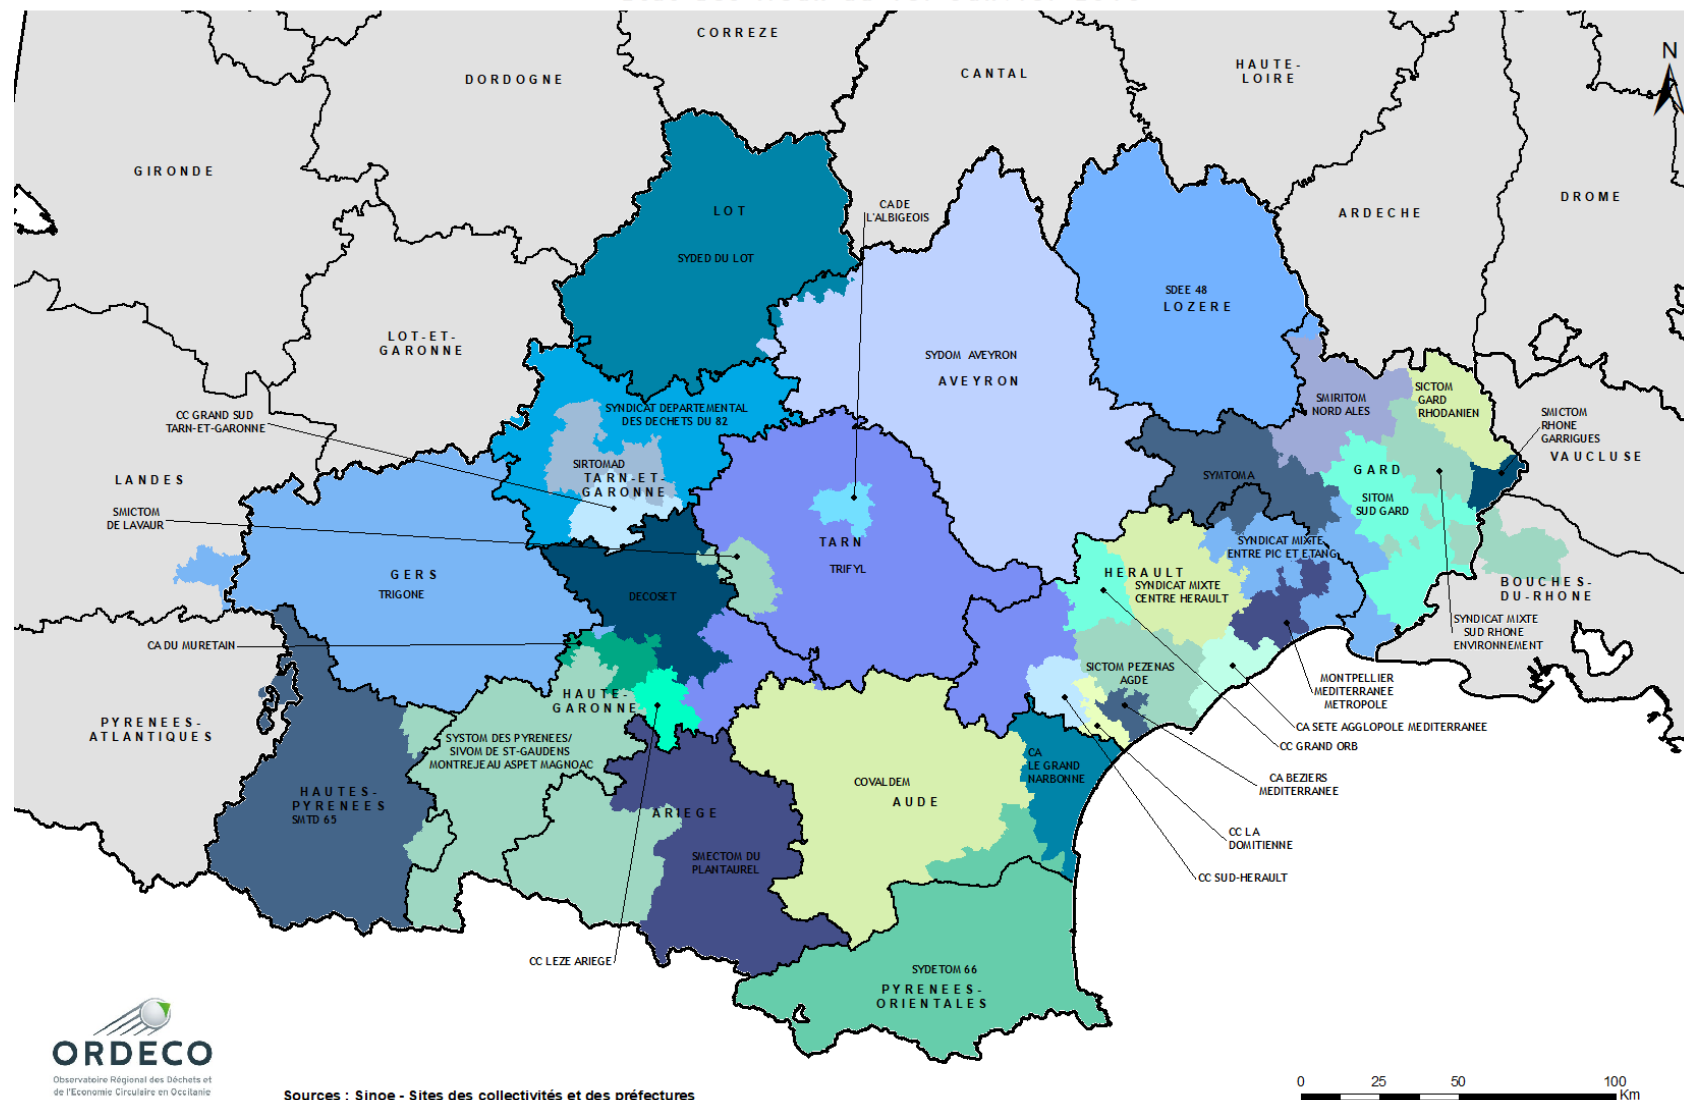 CORREZE
DORDOGNE
CANTAL
HAUTE-
LOIRE
N
GIRONDE
DROME
ARDECHE
LOT
CA DE
L'ALBIGEOIS
SYDED DU LOT
SDEE 48
LOZERE
LOT-ET-
GARONNE
SYDOM AVEYRON
AVEYRON
CC GRAND SUD
TARN-ET-GARONNE
SYNDICAT DEPARTEMENTAL
DES DECHETS DU 82
SMIRITOM
NORD ALES
SICTOM
GARD
RHODANIEN
SMICTOM
RHONE
GARRIGUES
VAUCLUSE
SIRTOMAD
TARN-ET-
GARONNE
GARD
SYMTOMA
SITOM
SUD GARD
LANDES
SMICTOM
DE LAVAUR
TARN
TRIFYL
SYNDICAT MIXTE
ENTRE PIC ET ETANG
HERAULT
SYNDICAT MIXTE
CENTRE HERAULT
GERS
TRIGONE
DECOSET
BOUCHES-
DU-RHONE
SYNDICAT MIXTE
SUD RHONE
ENVIRONNEMENT
CA DU MURETAIN
SICTOM PEZENAS
AGDE
MONTPELLIER
MEDITERRANEE
METROPOLE
HAUTE-
GARONNE
PYRENEES-
ATLANTIQUES
CA SETE AGGLOPOLE MEDITERRANEE
CC GRAND ORB
SYSTOM DES PYRENEES/
SIVOM DE ST-GAUDENS
MONTREJEAU ASPET MAGNOAC
CA
LE GRAND
NARBONNE
COVALDEM
AUDE
CA BEZIERS
MEDITERRANEE
HAUTES-
PYRENEES
SMTD 65
ARIEGE
CC LA
DOMITIENNE
SMECTOM DU
PLANTAUREL
CC SUD-HERAULT
CC LEZE ARIEGE
SYDETOM 66
PYRENEES-
ORIENTALES
ORDECO
Observatoire Régional des Déchets et
de l'Economie Circulaire en Occitanie
Sources : Sinoe - Sites des collectivités et des préfectures
0 25 50 100
Km